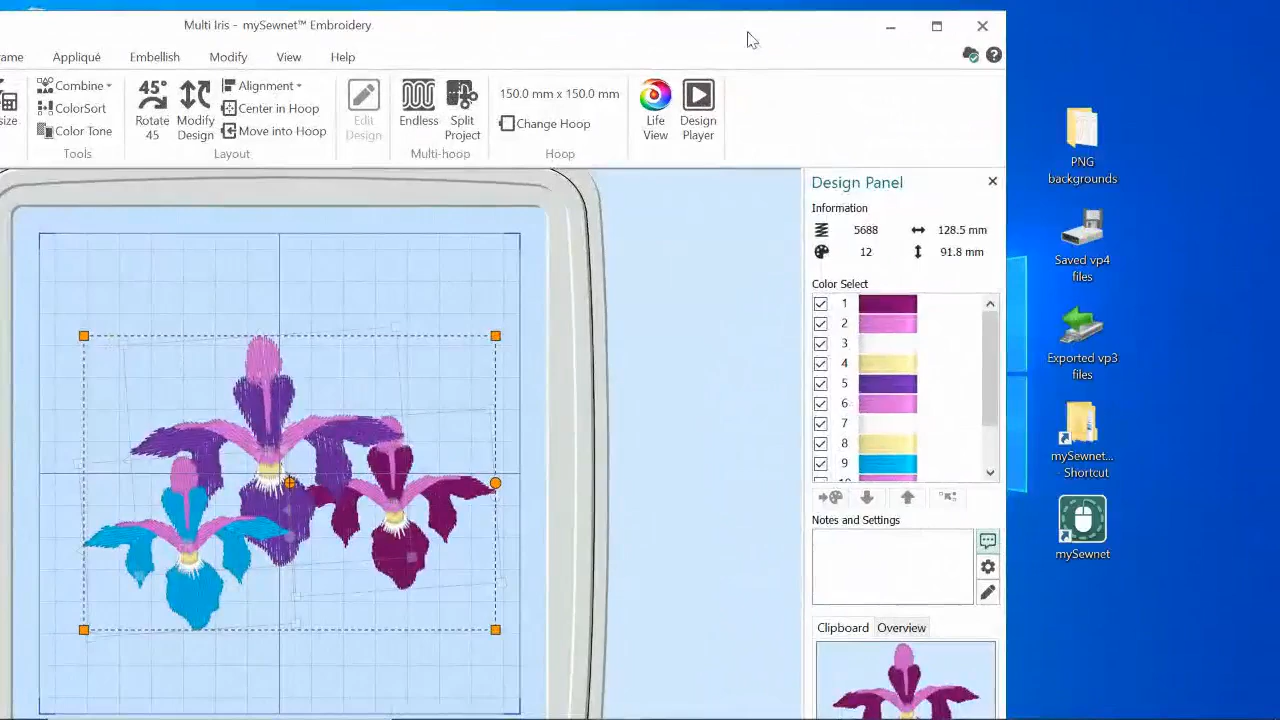 Multi Iris - mySewnet™ Embroidery
ame Appliqué Embellish Modify View Help
size
Combine
ColorSort
Color Tone
Tools
Rotate 45
45°
Modify Design
Alignment
Center in Hoop
Move into Hoop
Layout
Edit Design
Endless
Split Project
Multi-hoop
150.0 mm x 150.0 mm
Change Hoop
Hoop
Life View
Design Player
Design Panel
Information
5688 128.5 mm
12 91.8 mm
Color Select
1
2
3
4
5
6
7
8
9
Notes and Settings
Clipboard Overview
PNG
backgrounds
Saved vp4
files
Exported vp3
files
mySewnet...
- Shortcut
mySewnet